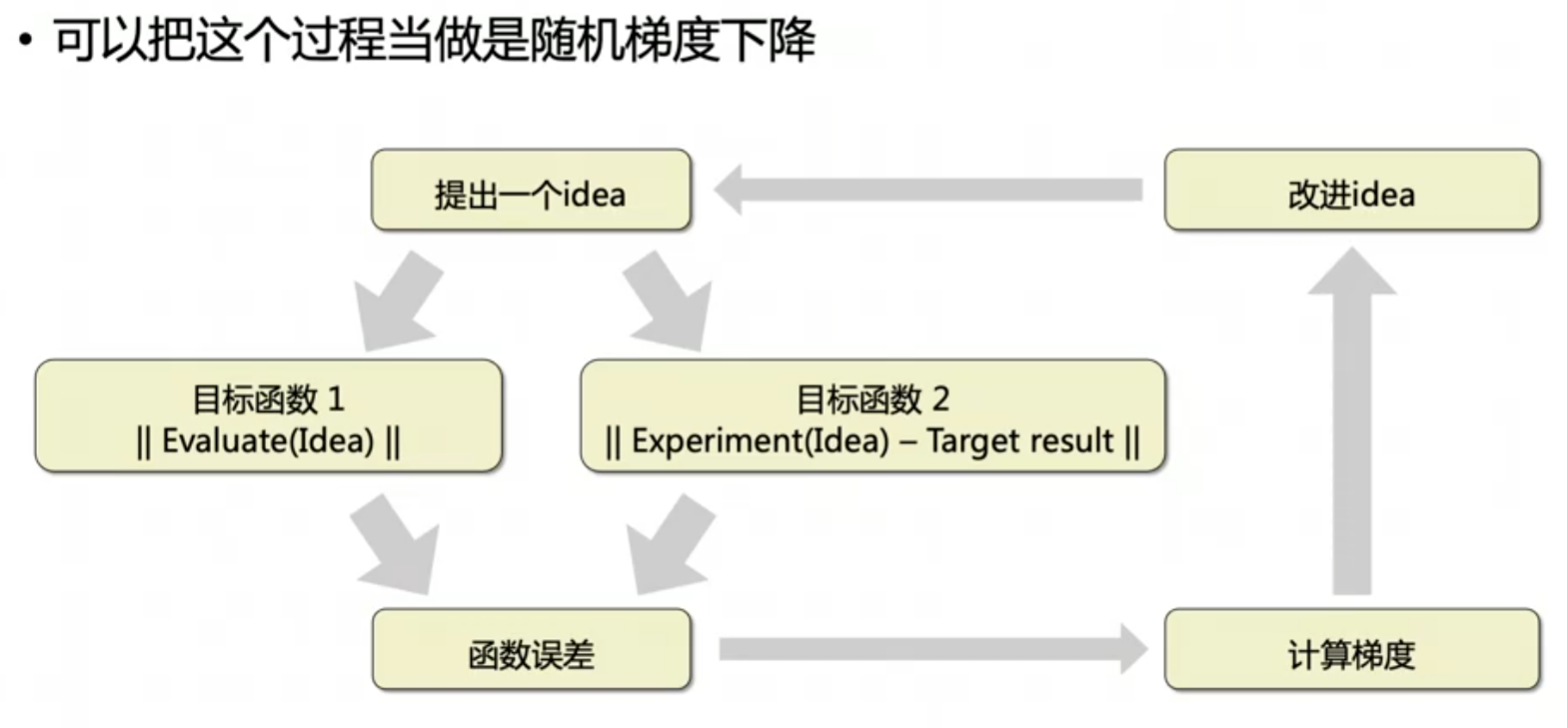 • 可以把这个过程当做是随机梯度下降
提出一个idea
改进idea
目标函数 1
|| Evaluate(Idea) ||
目标函数 2
|| Experiment(Idea) – Target result ||
函数误差
计算梯度